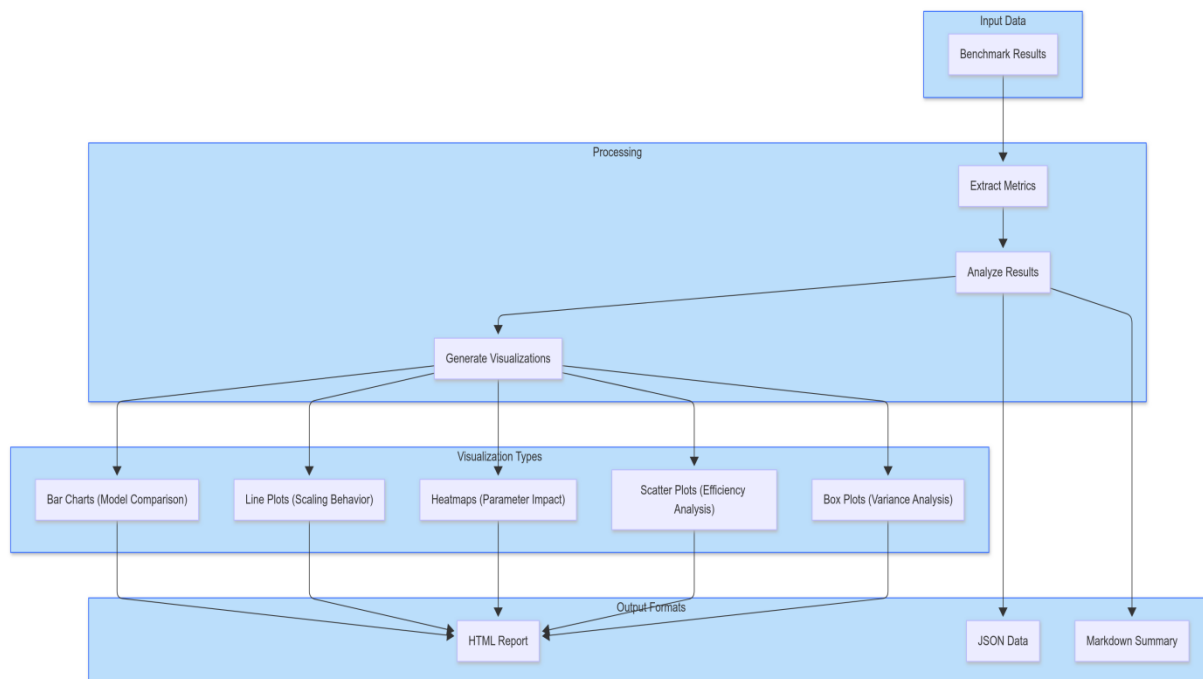 Input Data
Benchmark Results
Processing
Extract Metrics
Analyze Results
Generate Visualizations
Visualization Types
Bar Charts (Model Comparison)
Line Plots (Scaling Behavior)
Heatmaps (Parameter Impact)
Scatter Plots (Efficiency
Analysis)
Box Plots (Variance Analysis)
Output Formats
HTML Report
JSON Data
Markdown Summary